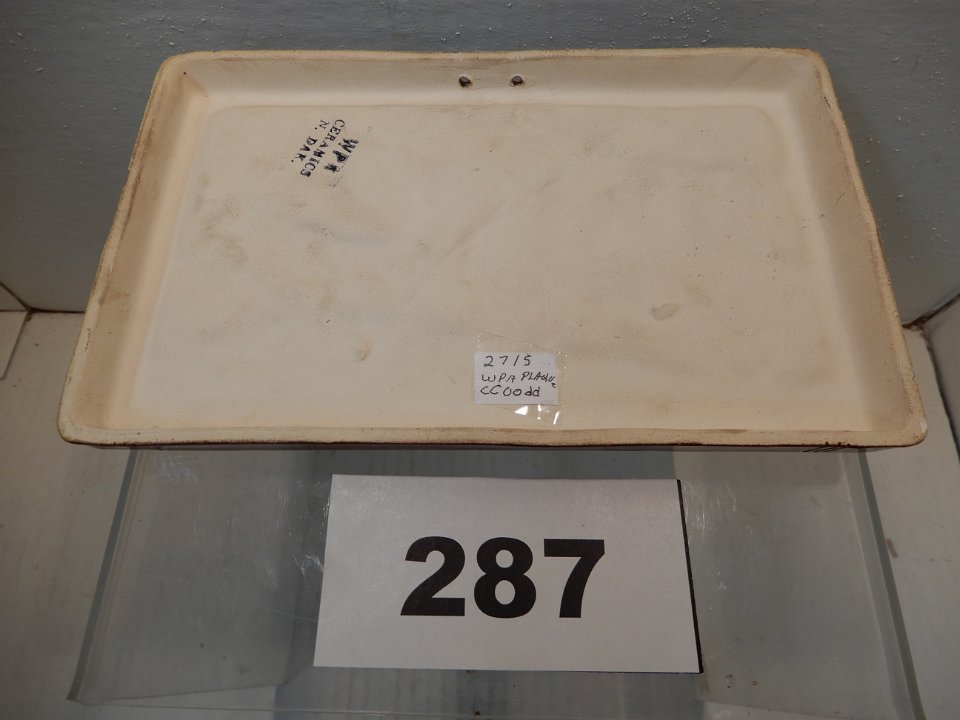 WPA
CERAMICS
N. DAK.
2715
WPA PLAQUE
CC00dd
287